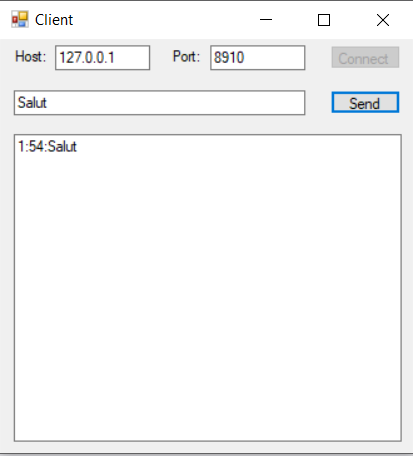 Client
Host: 127.0.0.1 Port: 8910 Connect
Salut Send
1:54:Salut